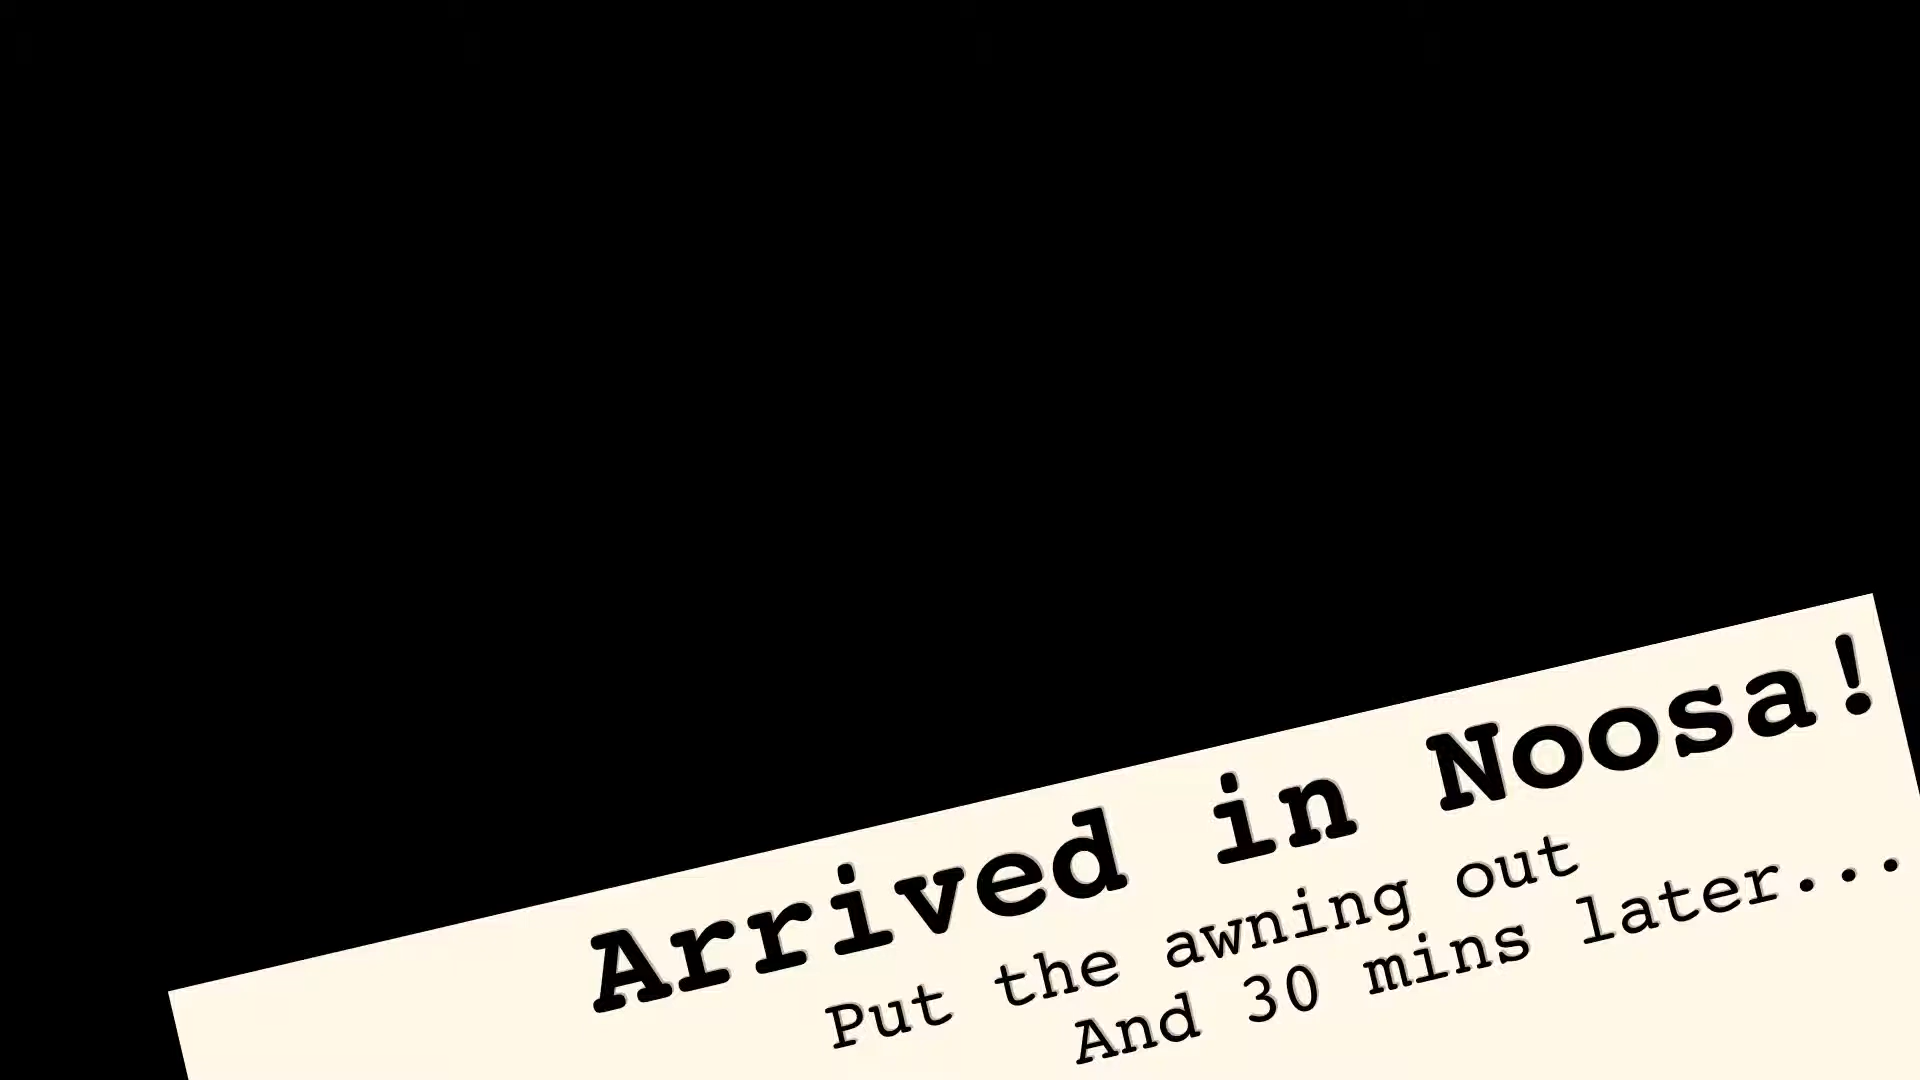 Arrived in Noosa!
Put the awning out
And 30 mins later...